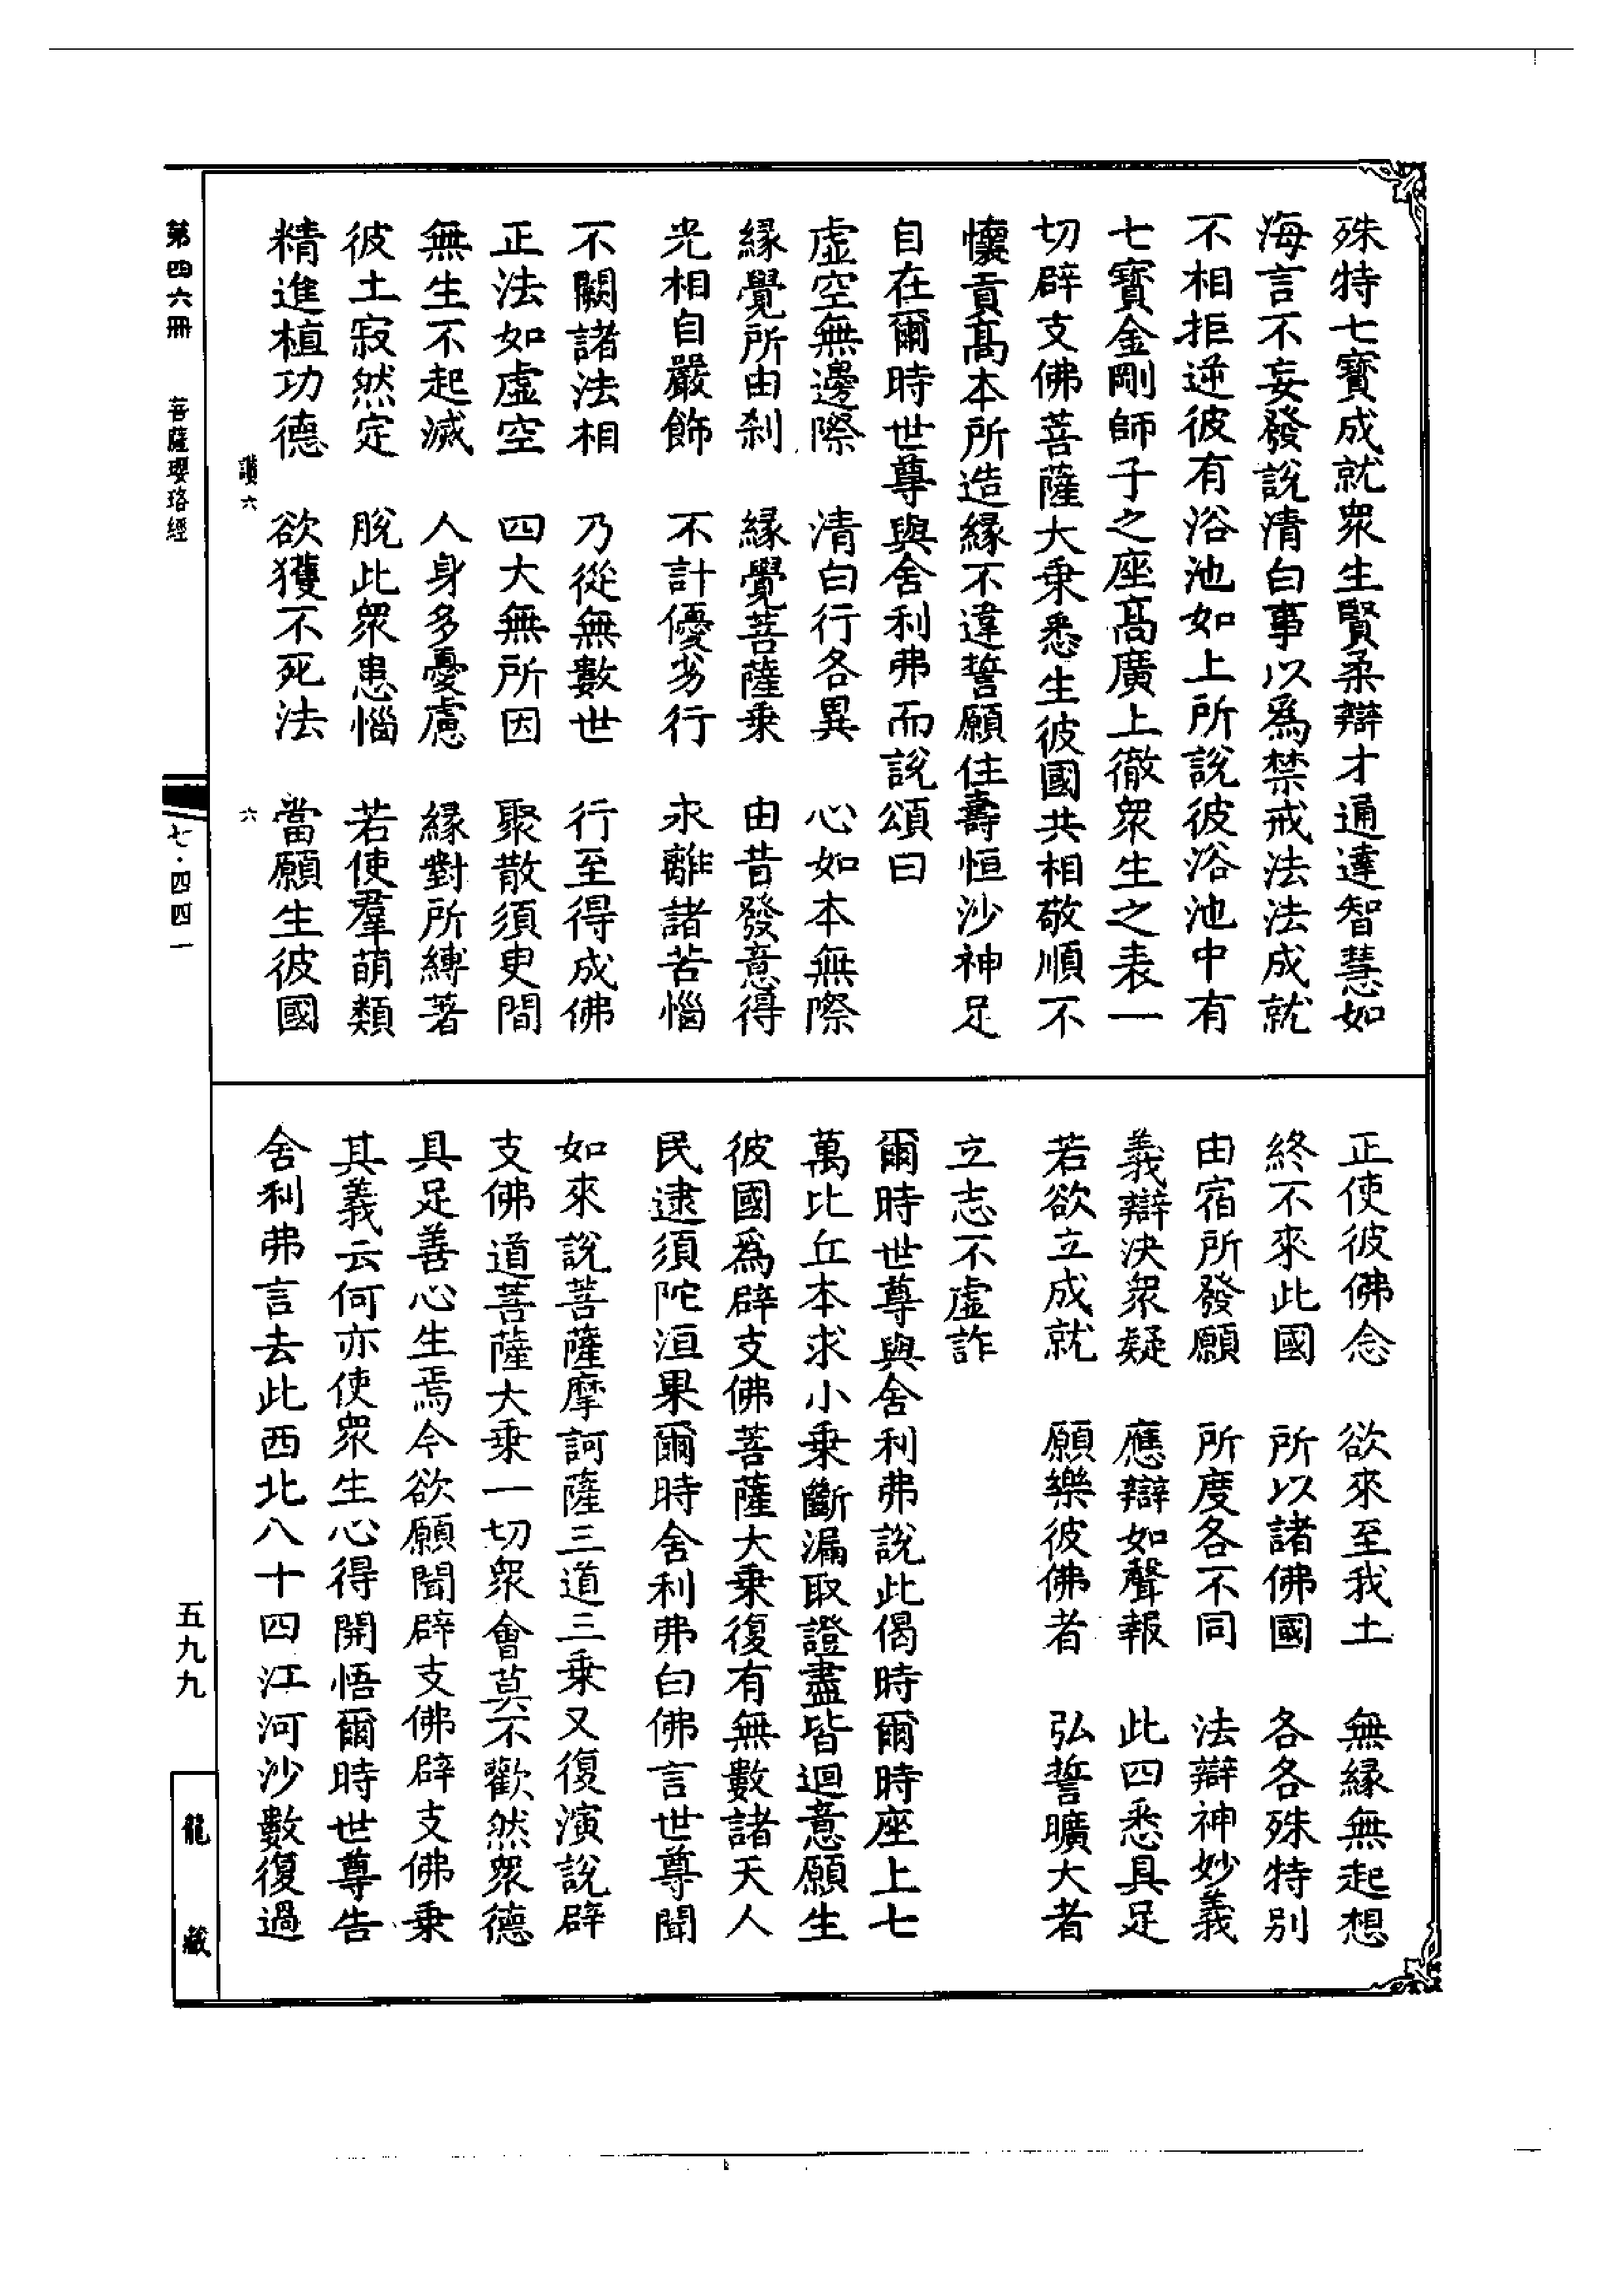 殊特七寶成就衆生賢柔辯才通達智慧如
海言不妄發說清白事以爲禁戒法法成就
不相拒逆彼有浴池如上所說彼浴池中有
七寶金剛師子之座高廣上徹衆生之表一
切辟支佛菩薩大乘悉生彼國共相敬順不
懷貢高本所造緣不違誓願住壽恒沙神足
自在爾時世尊與舍利弗而說頌曰
虛空無邊際　清白行各異　心如本無際
緣覺所由刹　緣覺菩薩乘　由昔發意得
光相自嚴飾　不計優劣行　永離諸苦惱
不闕諸法相　乃從無數世　行至得成佛
正法如虛空　四大無所因　聚散須臾間
無生不起滅　人身多憂慮　緣對所縛著
彼土寂然定　脫此衆患惱　若使羣萌類
精進植功德　欲獲不死法　當願生彼國
讃六　六
正使彼佛念　欲來至我土　無緣無起想
終不來此國　所以諸佛國　各各殊特別
由宿所發願　所度各不同　法辯神妙義
義辯決衆疑　應辯如聲報　此四悉具足
若欲立成就　願樂彼佛者　弘誓曠大者
立志不虛詐
爾時世尊與舍利弗說此偈時爾時座上七
萬比丘本求小乘斷漏取證盡皆迴意願生
彼國爲辟支佛菩薩大乘復有無數諸天人
民逮須陀洹果爾時舍利弗白佛言世尊聞
如來說菩薩摩訶薩三道三乘又復演說辟
支佛道菩薩大乘一切衆會莫不歡然衆德
具足善心生焉今欲願聞辟支佛辟支佛乘
其義云何亦使衆生心得開悟爾時世尊告
舍利弗言去此西北八十四江河沙數復過
第四六冊　菩薩瓔珞經
七·四四一
五九九
龍藏